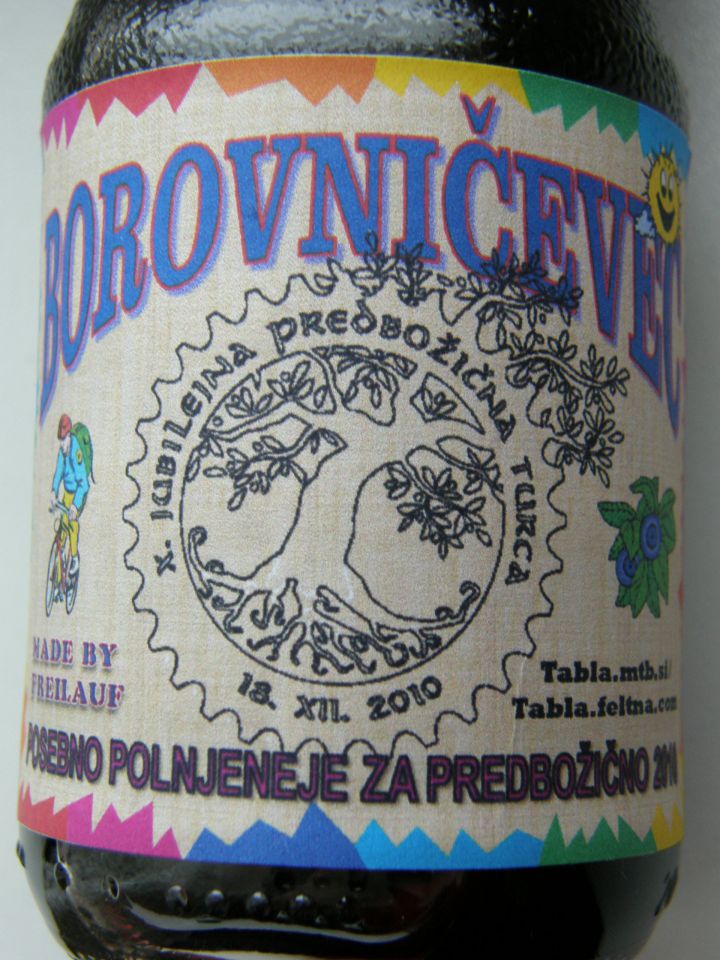 BOROVNIČEVEC
X. JUBILEJNA PREDBOŽIČNA TURCA
18. XII. 2010
MADE BY
FREILAUF
Tabla.mtb.si/
Tabla.feltna.com
POSEBNO POLNJENEJE ZA PREDBOŽIČNO 2010